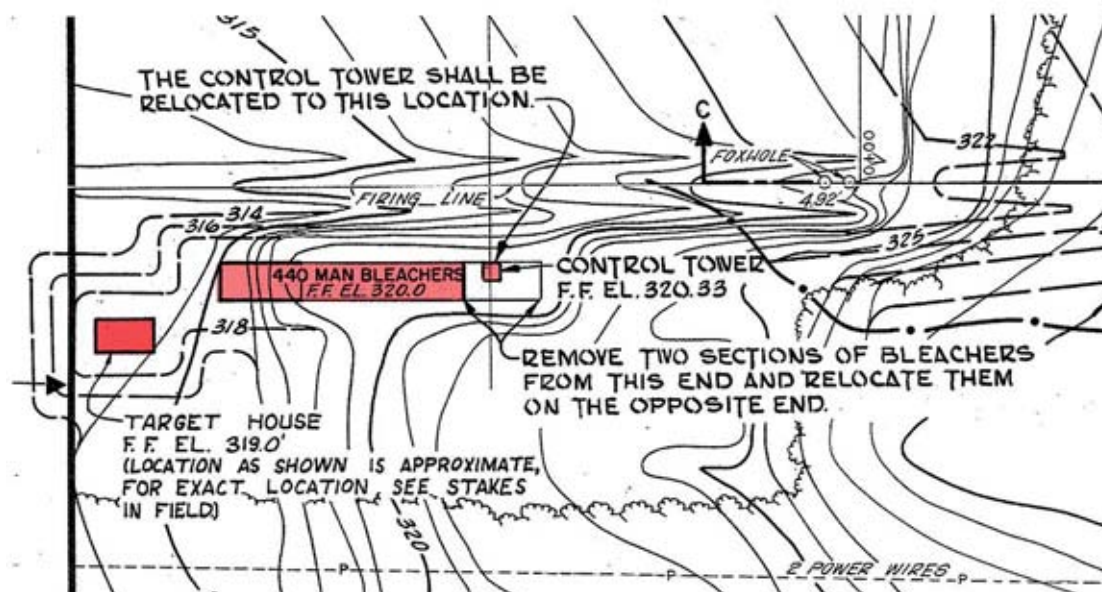 315
THE CONTROL TOWER SHALL BE
RELOCATED TO THIS LOCATION.
C
FOXHOLE
0+00
322
4.92'
FIRING LINE
314
316
325
440 MAN BLEACHERS
F.F. EL. 320.0
CONTROL TOWER
F.F. EL. 320.33
318
REMOVE TWO SECTIONS OF BLEACHERS
FROM THIS END AND RELOCATE THEM
ON THE OPPOSITE END.
TARGET HOUSE
F.F. EL. 319.0'
(LOCATION AS SHOWN IS APPROXIMATE,
FOR EXACT LOCATION SEE STAKES
IN FIELD)
320
2 POWER WIRES
P
P
P